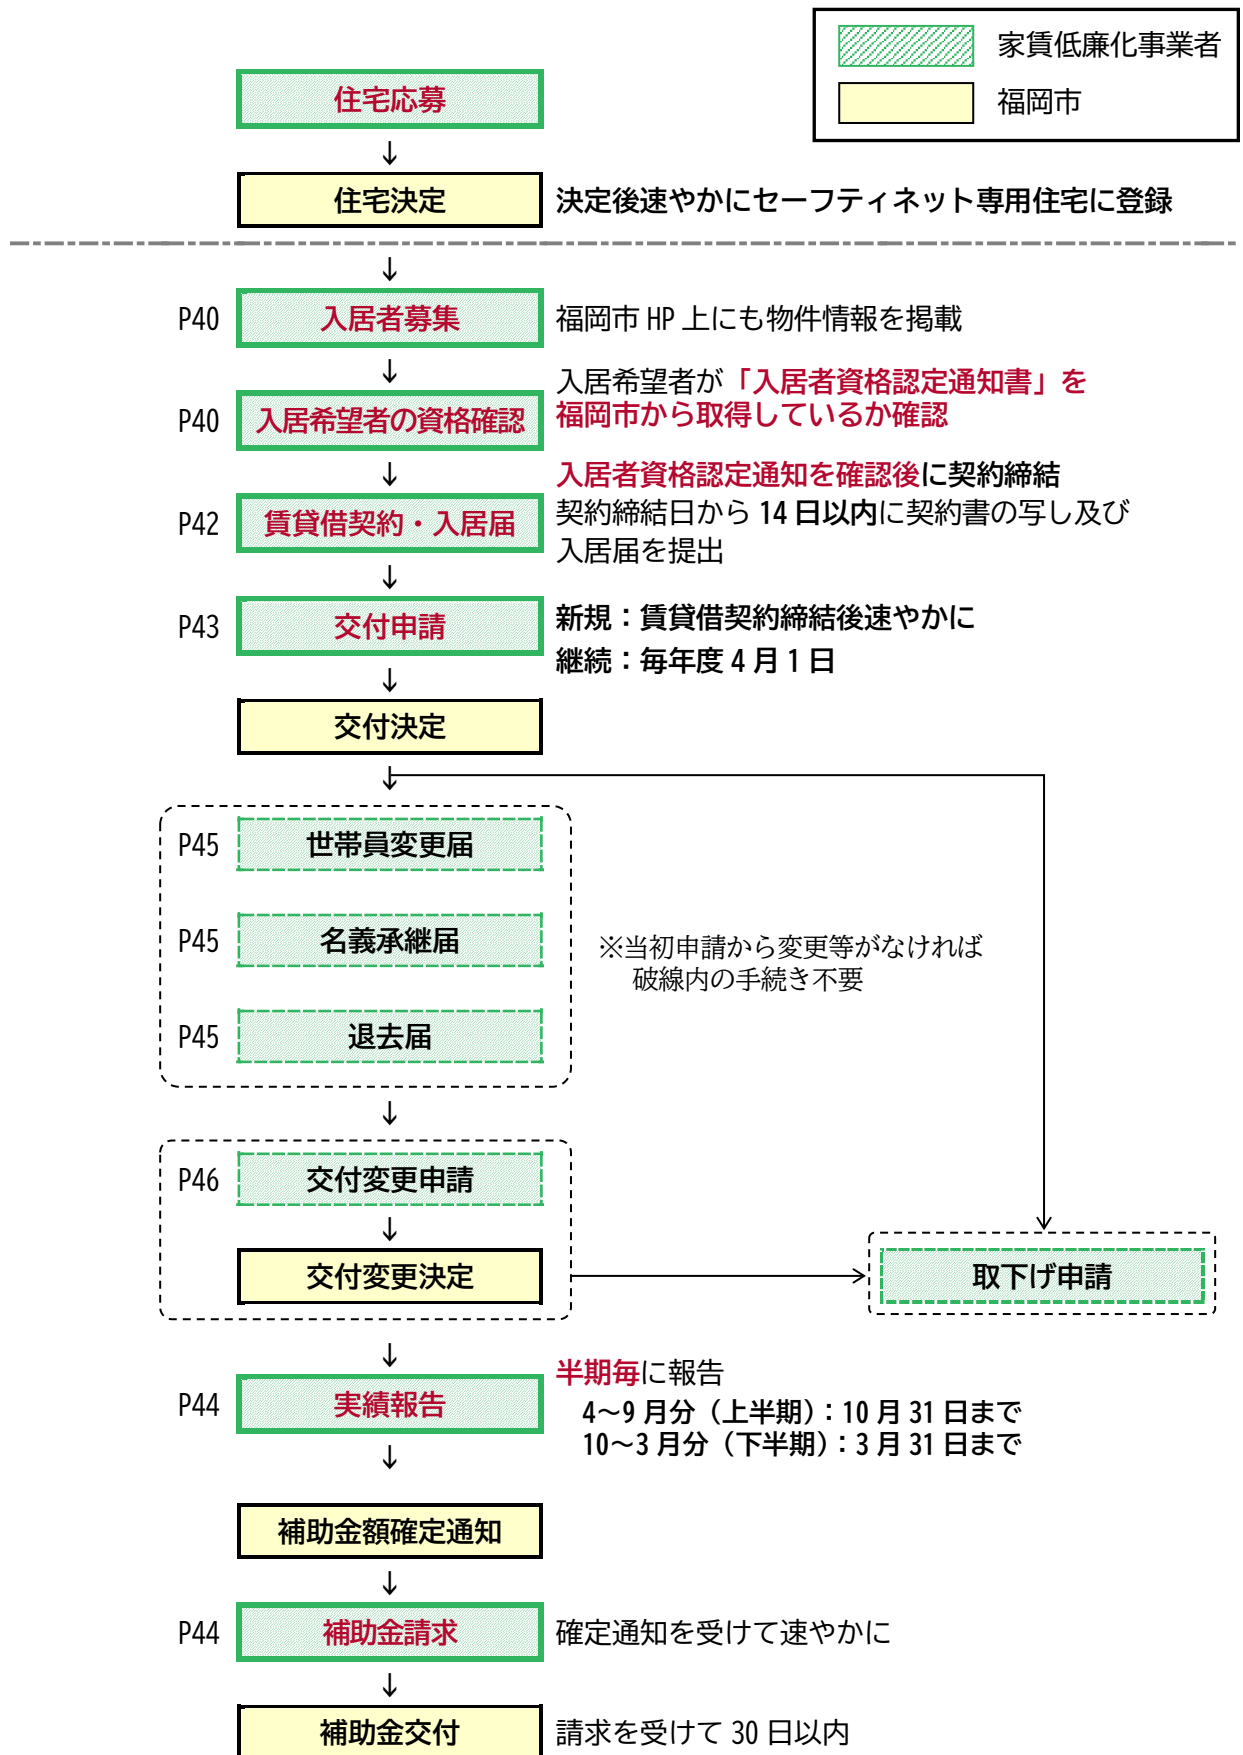 家賃低廉化事業者
福岡市
住宅応募
↓
住宅決定
決定後速やかにセーフティネット専用住宅に登録
↓
P40
入居者募集
福岡市 HP 上にも物件情報を掲載
↓
P40
入居希望者の資格確認
入居希望者が「入居者資格認定通知書」を
福岡市から取得しているか確認
↓
P42
賃貸借契約・入居届
入居者資格認定通知を確認後に契約締結
契約締結日から 14 日以内に契約書の写し及び
入居届を提出
↓
P43
交付申請
新規：賃貸借契約締結後速やかに
継続：毎年度 4 月 1 日
↓
交付決定
↓
P45
世帯員変更届
P45
名義承継届
※当初申請から変更等がなければ
破線内の手続き不要
P45
退去届
↓
P46
交付変更申請
↓
交付変更決定
取下げ申請
↓
P44
実績報告
半期毎に報告
4～9 月分（上半期）：10 月 31 日まで
10～3 月分（下半期）：3 月 31 日まで
↓
補助金額確定通知
↓
P44
補助金請求
確定通知を受けて速やかに
↓
補助金交付
請求を受けて 30 日以内